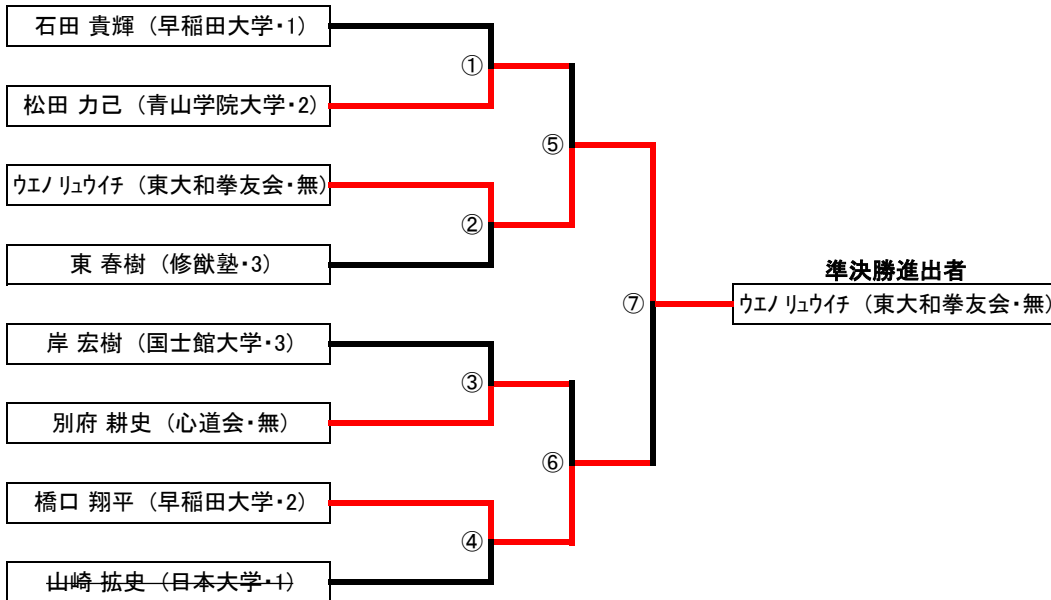 石田 貴輝 （早稲田大学・1）
①
松田 力己 （青山学院大学・2）
⑤
ｳｴﾉ ﾘｭｳｲﾁ （東大和拳友会・無）
②
東 春樹 （修猷塾・3）
準決勝進出者
⑦
ｳｴﾉ ﾘｭｳｲﾁ （東大和拳友会・無）
岸 宏樹 （国士館大学・3）
③
別府 耕史 （心道会・無）
⑥
橋口 翔平 （早稲田大学・2）
④
山崎 拡史 （日本大学・1）